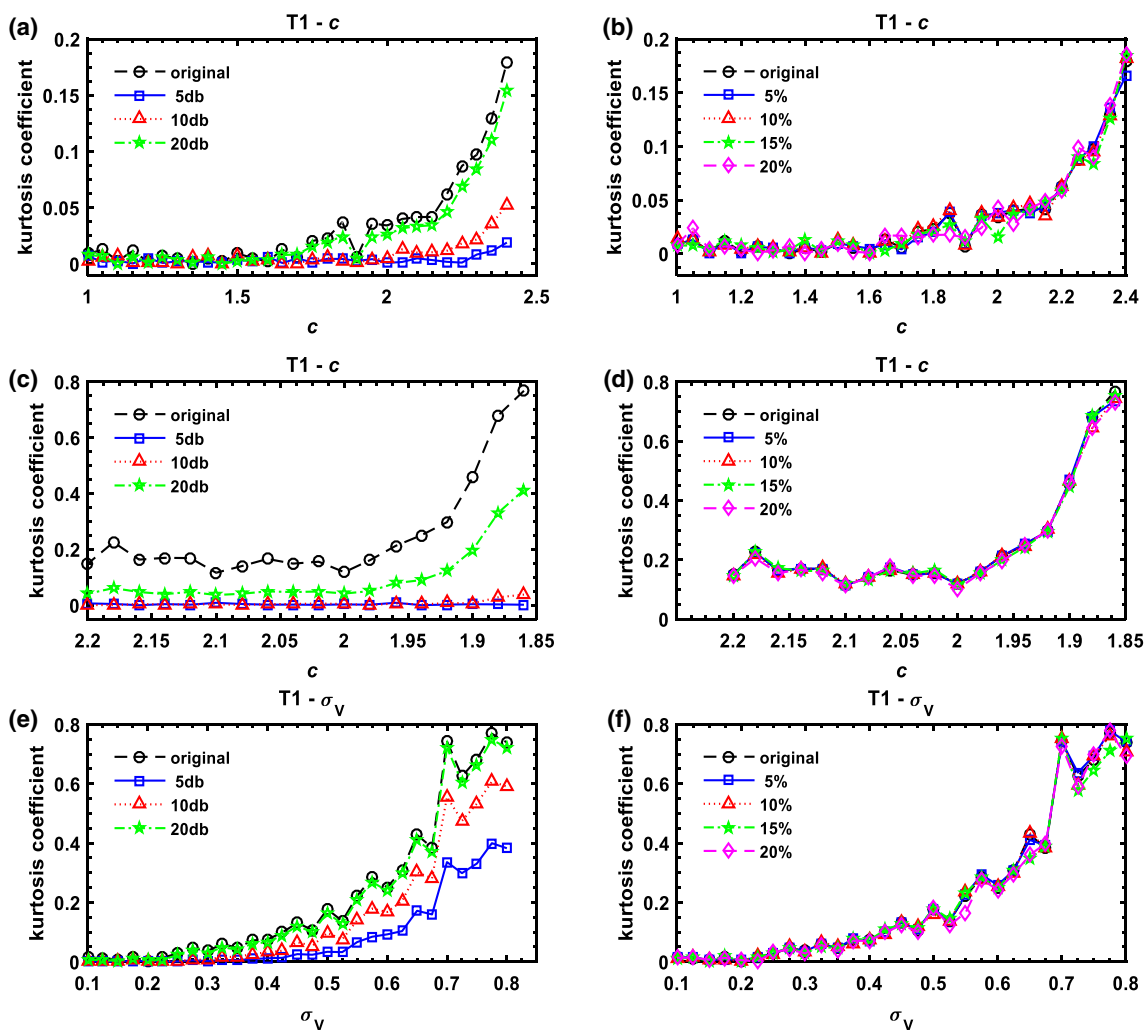 (a)
T1 - c
kurtosis coefficient
0.2
0.15
0.1
0.05
0
original
5db
10db
20db
1
1.5
2
2.5
c
(b)
T1 - c
kurtosis coefficient
0.2
0.15
0.1
0.05
0
original
5%
10%
15%
20%
1
1.2
1.4
1.6
1.8
2
2.2
2.4
c
(c)
T1 - c
kurtosis coefficient
0.8
0.6
0.4
0.2
0
original
5db
10db
20db
2.2
2.15
2.1
2.05
2
1.95
1.9
1.85
c
(d)
T1 - c
kurtosis coefficient
0.8
0.6
0.4
0.2
0
original
5%
10%
15%
20%
2.2
2.15
2.1
2.05
2
1.95
1.9
1.85
c
(e)
T1 - σV
kurtosis coefficient
0.8
0.6
0.4
0.2
0
original
5db
10db
20db
0.1
0.2
0.3
0.4
0.5
0.6
0.7
0.8
σV
(f)
T1 - σV
kurtosis coefficient
0.8
0.6
0.4
0.2
0
original
5%
10%
15%
20%
0.1
0.2
0.3
0.4
0.5
0.6
0.7
0.8
σV